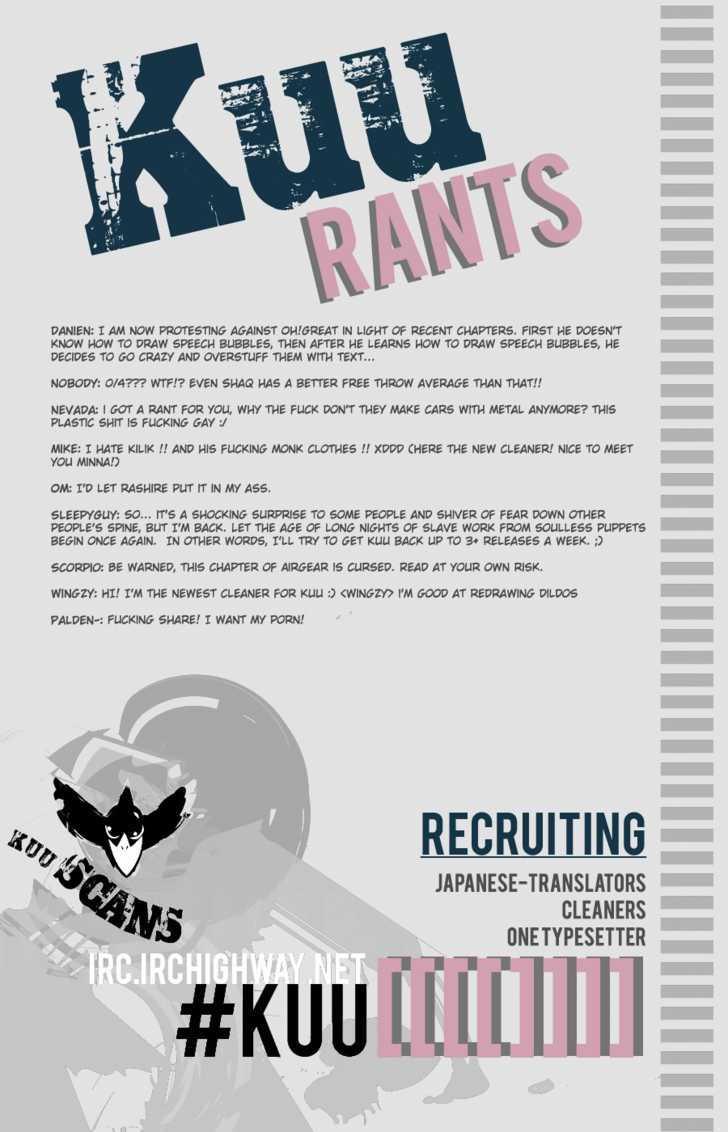 Kuu
RANTS
DANIEN: I AM NOW PROTESTING AGAINST OH!GREAT IN LIGHT OF RECENT CHAPTERS. FIRST HE DOESN'T
KNOW HOW TO DRAW SPEECH BUBBLES, THEN AFTER HE LEARNS HOW TO DRAW SPEECH BUBBLES, HE
DECIDES TO GO CRAZY AND OVERSTUFF THEM WITH TEXT...
NOBODY: 0/4??? WTF!? EVEN SHAQ HAS A BETTER FREE THROW AVERAGE THAN THAT!!
NEVADA: I GOT A RANT FOR YOU, WHY THE FUCK DON'T THEY MAKE CARS WITH METAL ANYMORE? THIS
PLASTIC SHIT IS FUCKING GAY :/
MIKE: I HATE KILIK !! AND HIS FUCKING MONK CLOTHES !! XDDD (HERE THE NEW CLEANER! NICE TO MEET
YOU MINNA!)
OM: I'D LET RASHIRE PUT IT IN MY ASS.
SLEEPYGUY: SO... IT'S A SHOCKING SURPRISE TO SOME PEOPLE AND SHIVER OF FEAR DOWN OTHER
PEOPLE'S SPINE, BUT I'M BACK. LET THE AGE OF LONG NIGHTS OF SLAVE WORK FROM SOULLESS PUPPETS
BEGIN ONCE AGAIN. IN OTHER WORDS, I'LL TRY TO GET KUU BACK UP TO 3+ RELEASES A WEEK. ;)
SCORPIO: BE WARNED, THIS CHAPTER OF AIRGEAR IS CURSED. READ AT YOUR OWN RISK.
WINGZY: HI! I'M THE NEWEST CLEANER FOR KUU :) <WINGZY> I'M GOOD AT REDRAWING DILDOS
PALDEN-: FUCKING SHARE! I WANT MY PORN!
KUU SCANS
RECRUITING
JAPANESE-TRANSLATORS
CLEANERS
ONE TYPESETTER
IRC.IRCHIGHWAY.NET
#KUU[[[[[]]]]]